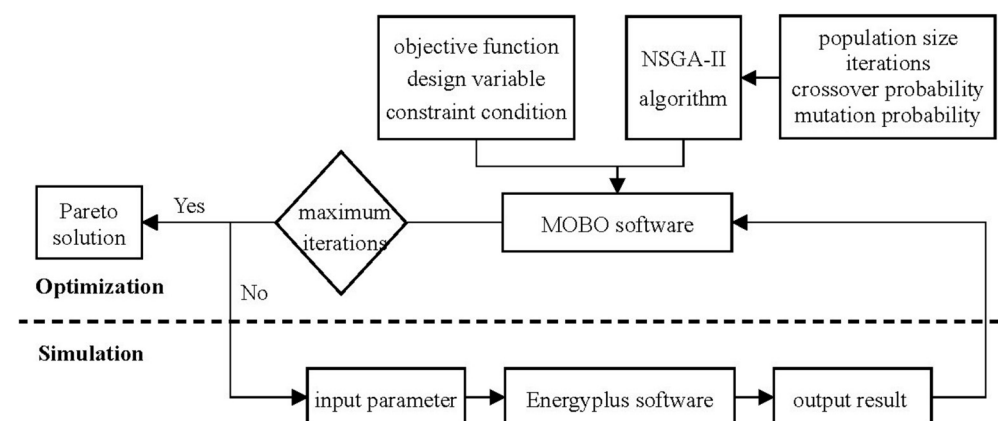 objective function
design variable
constraint condition
NSGA-II
algorithm
population size
iterations
crossover probability
mutation probability
Pareto
solution
Yes
maximum
iterations
MOBO software
Optimization
No
Simulation
input parameter
Energyplus software
output result